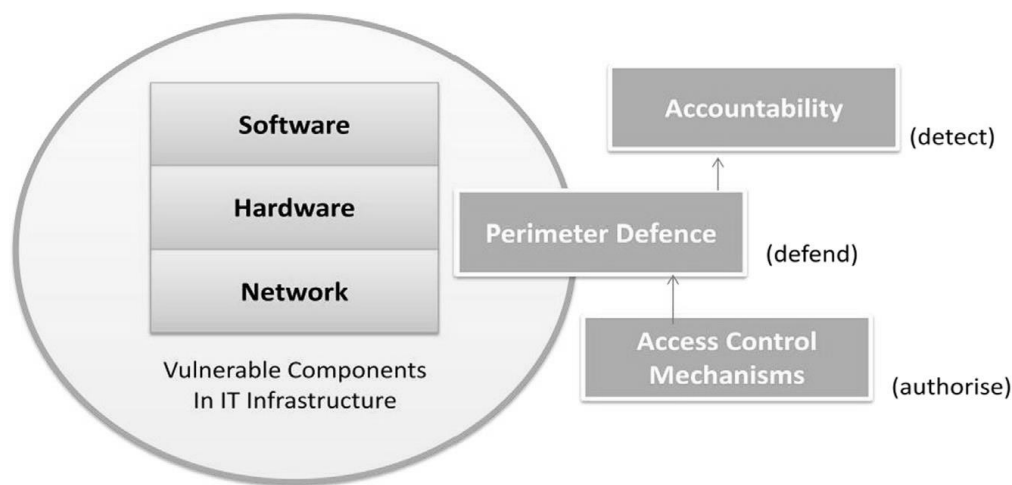 Software
Hardware
Network
Vulnerable Components
In IT Infrastructure
Accountability
(detect)
Perimeter Defence
(defend)
Access Control
Mechanisms
(authorise)